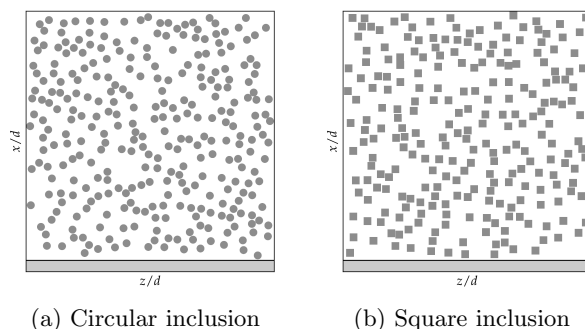 x/d
z/d
(a) Circular inclusion
x/d
z/d
(b) Square inclusion